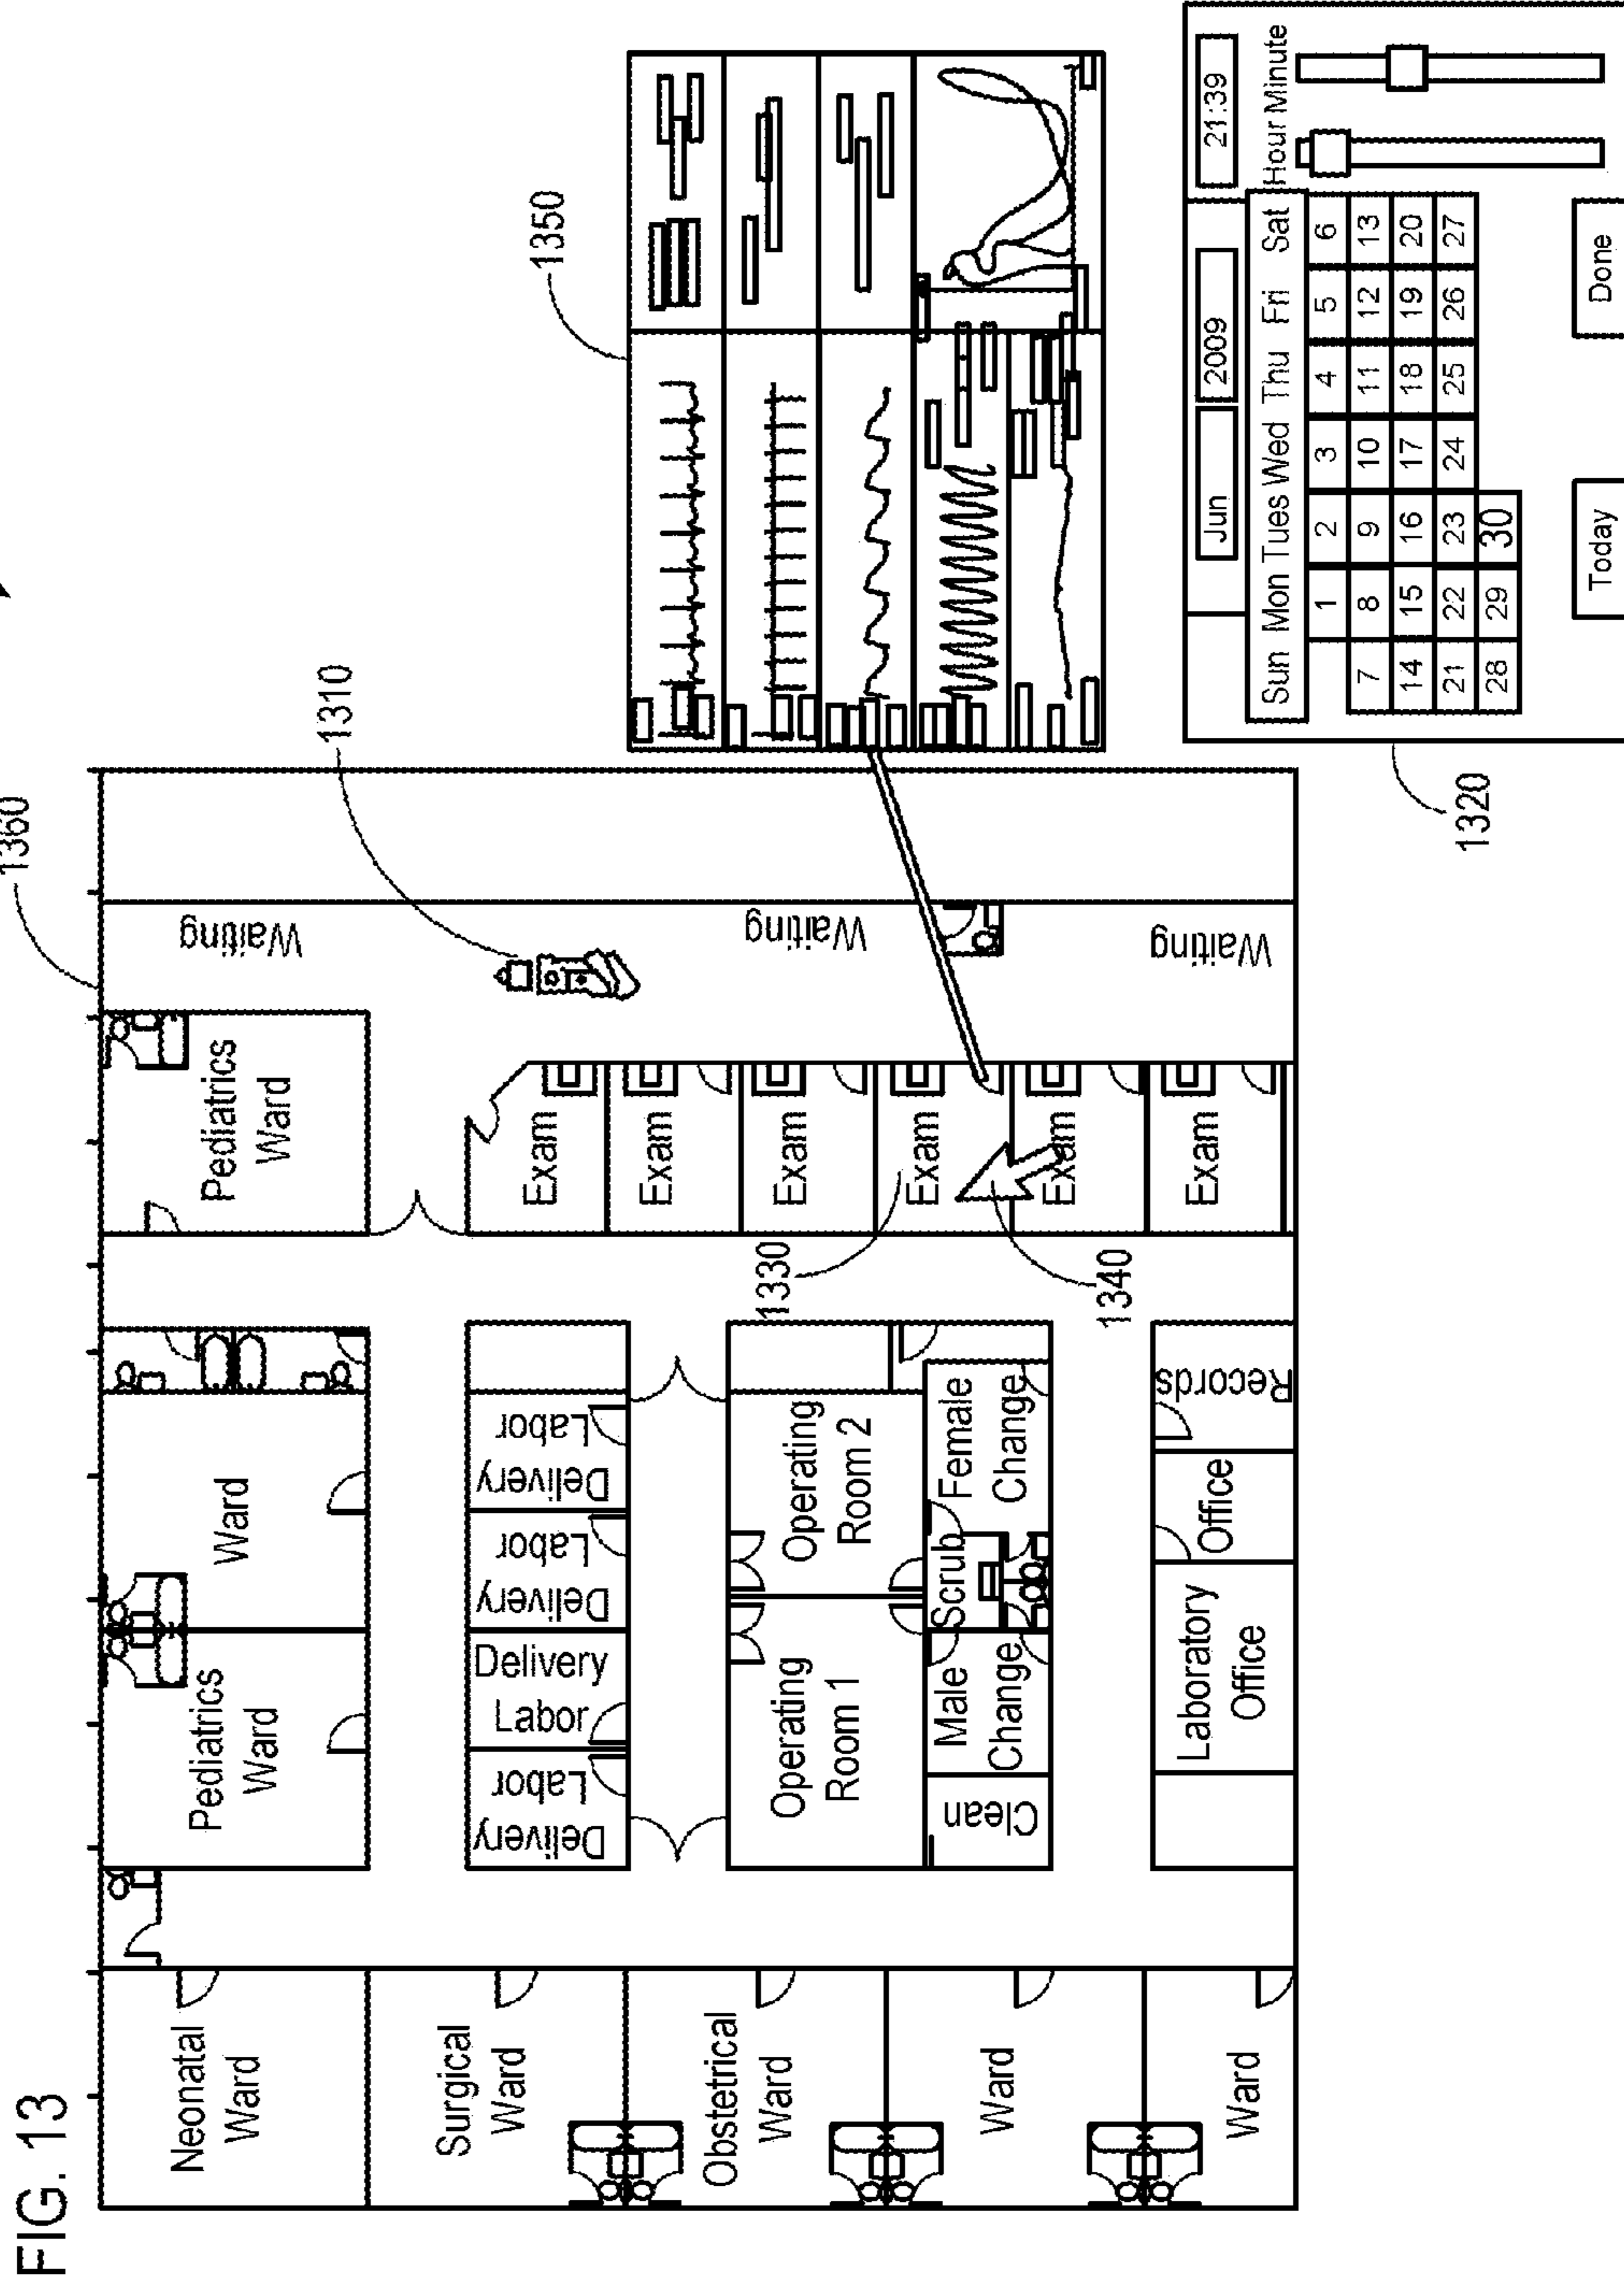 FIG. 13
1360
Neonatal
Ward
Pediatrics
Ward
Ward
Pediatrics
Ward
Waiting
1310
Surgical
Ward
Delivery
Labor
Delivery
Labor
Delivery
Labor
Delivery
Labor
Exam
Exam
Exam
Exam
Exam
Exam
Waiting
Waiting
Obstetrical
Ward
Operating
Room 1
Operating
Room 2
1330
1340
Ward
Clean
Male
Change
Scrub
Female
Change
Ward
Laboratory
Office
Office
Records
1350
1320
Jun
2009
21:39
Sun Mon Tues Wed Thu Fri Sat
Hour Minute
1 2 3 4 5 6
7 8 9 10 11 12 13
14 15 16 17 18 19 20
21 22 23 24 25 26 27
28 29 30
Today
Done